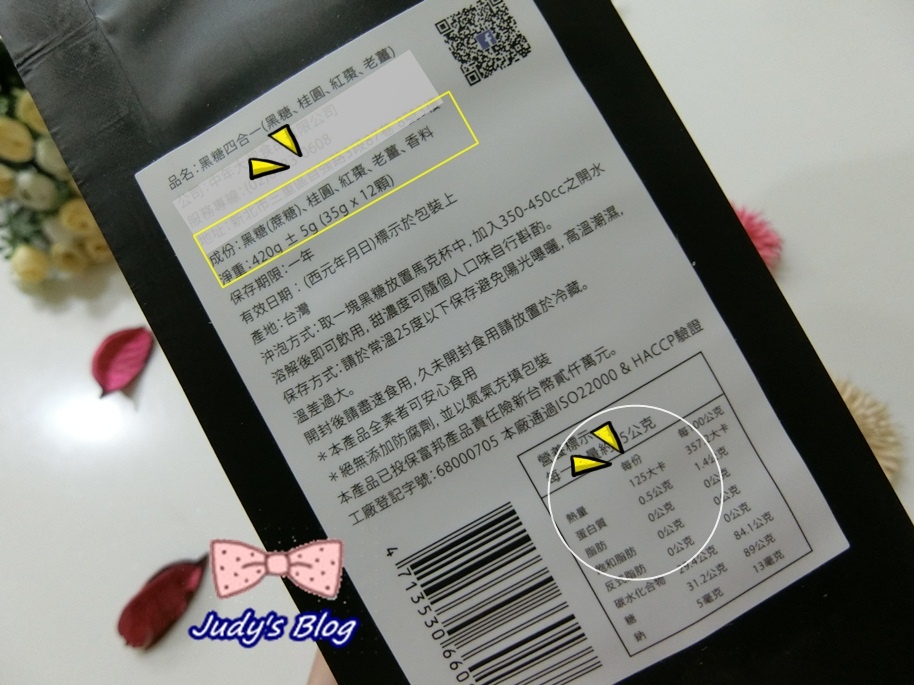 品名:黑糖四合一(黑糖、桂圓、紅棗、老薑)
成份:黑糖(蔗糖)、桂圓、紅棗、老薑、香料
淨重:420g ± 5g (35g x 12顆)
保存期限:一年
有效日期:(西元年月日)標示於包裝上
產地:台灣
沖泡方式:取一塊黑糖放置馬克杯中,加入350-450cc之開水
溶解後即可飲用,甜濃度可隨個人口味自行斟酌。
保存方式:請於常溫25度以下保存避免陽光曝曬,高溫潮濕,
溫差過大。
開封後請盡速食用,久未開封食用請放置於冷藏。
*本產品全素者可安心食用
*絕無添加防腐劑,並以氮氣充填包裝
本產品已投保富邦產品責任險新台幣貳仟萬元。
工廠登記字號:68000705 本廠通過ISO22000 & HACCP驗證
營養標示
5公克
每份
熱量 125大卡
蛋白質 0.5公克 1.4公克
脂肪 0公克 0公克
飽和脂肪 0公克 0公克
反式脂肪 0公克 0公克
碳水化合物 29.4公克 84.1公克
糖 31.2公克 89公克
鈉 5毫克 13毫克
4 713530 660
Judy's Blog